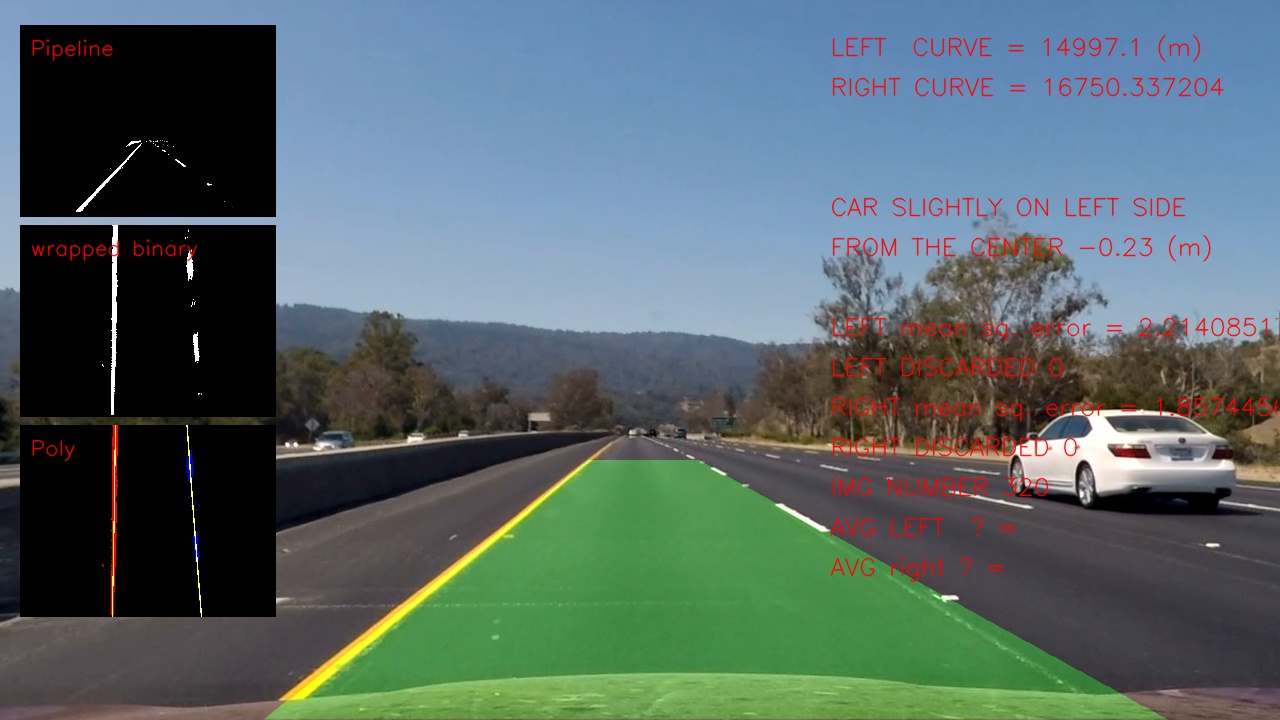 Pipeline
wrapped binary
Poly
LEFT CURVE = 14997.1 (m)
RIGHT CURVE = 16750.337204
CAR SLIGHTLY ON LEFT SIDE
FROM THE CENTER -0.23 (m)
LEFT mean sq. error = 2.2140851
LEFT DISCARDED 0
RIGHT mean sq. error = 1.857445
RIGHT DISCARDED 0
IMG NUMBER 320
AVG LEFT ? =
AVG right ? =